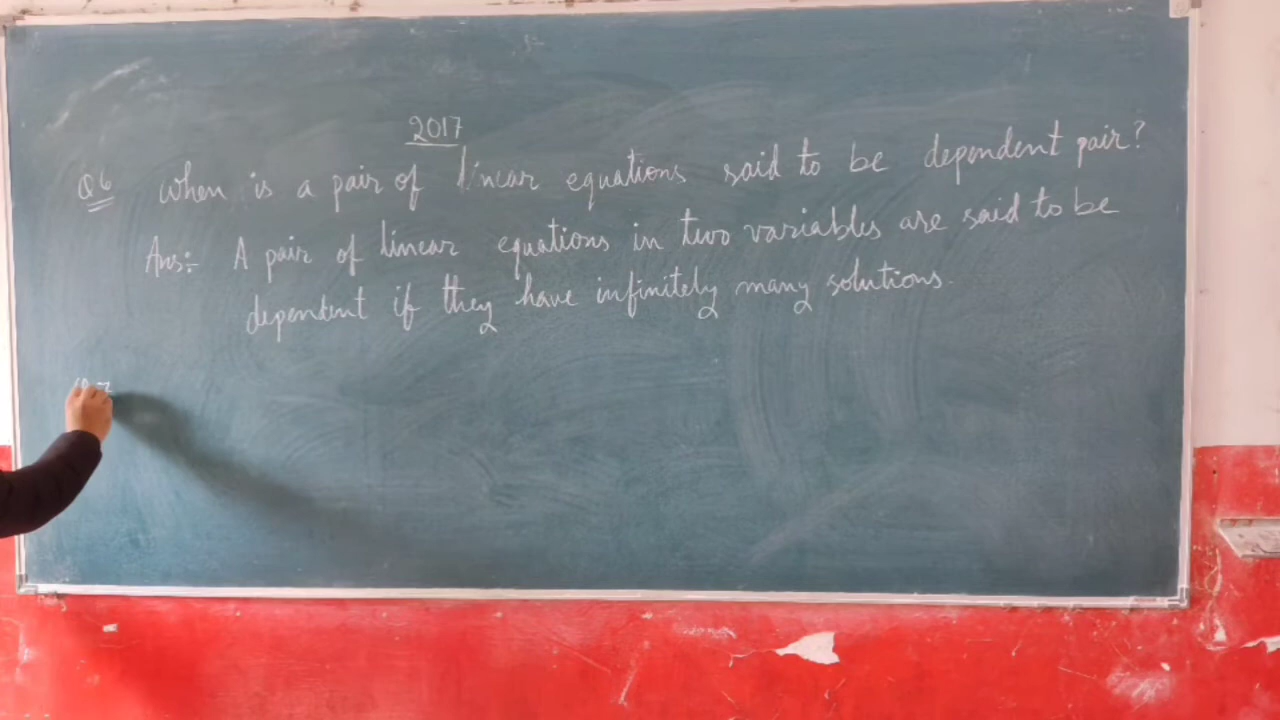 2017
Q6 When is a pair of linear equations said to be dependent pair?
Ans:- A pair of linear equations in two variables are said to be
dependent if they have infinitely many solutions.